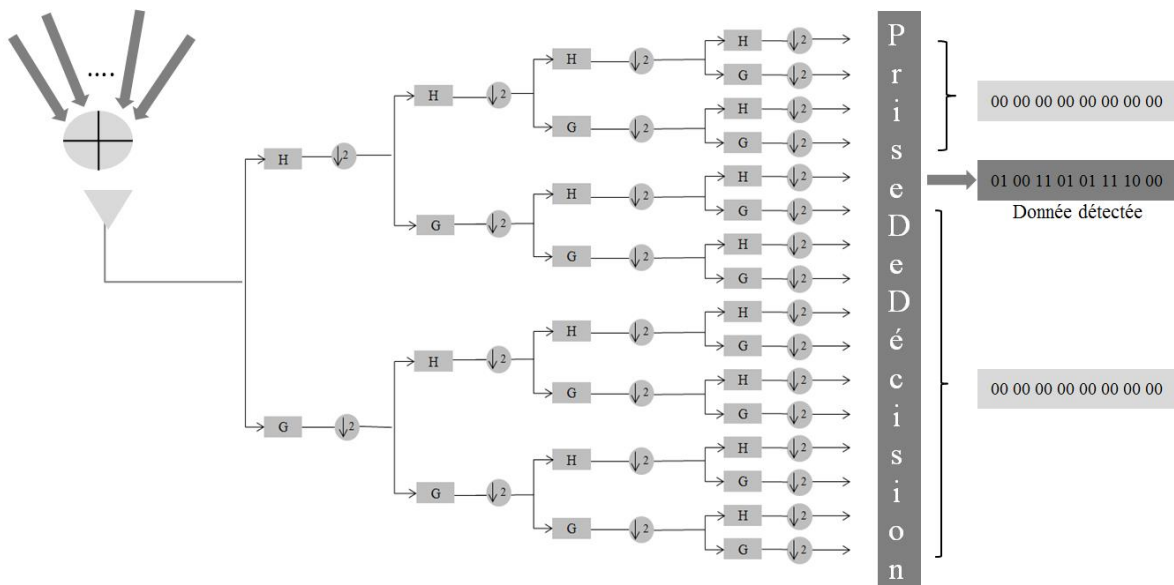 ....
H ↓2
G ↓2
H ↓2
G ↓2
H ↓2
G ↓2
H ↓2
G ↓2
H ↓2
G ↓2
H ↓2
G ↓2
H ↓2
G ↓2
H ↓2
G ↓2
H ↓2
G ↓2
H ↓2
G ↓2
H ↓2
G ↓2
H ↓2
G ↓2
H ↓2
G ↓2
H ↓2
G ↓2
H ↓2
G ↓2
PriseDeDécision
00 00 00 00 00 00 00 00
01 00 11 01 01 11 10 00
Donnée détectée
00 00 00 00 00 00 00 00